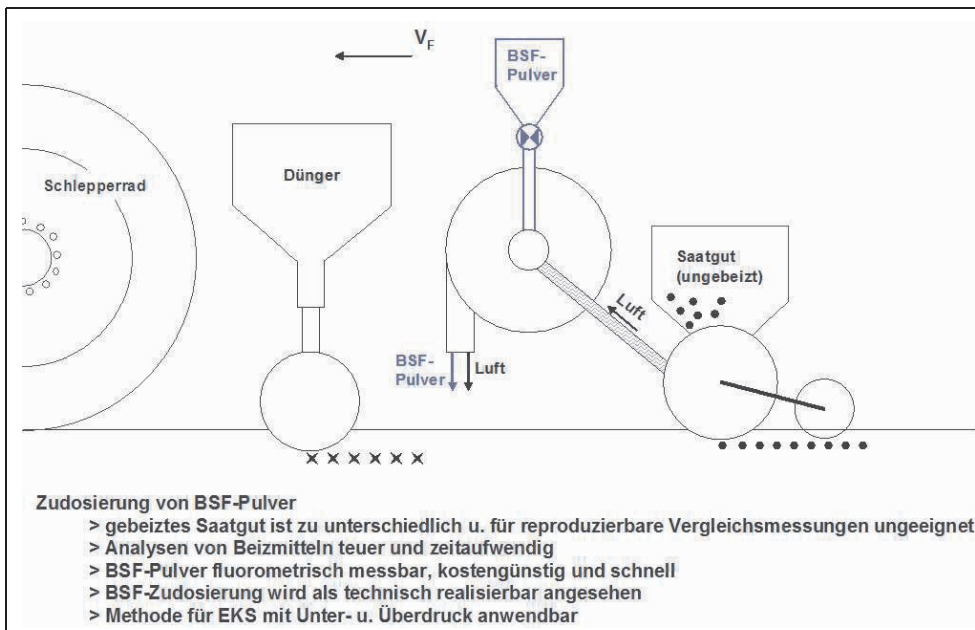 V_F
BSF-
Pulver
Schlepperrad
Dünger
Saatgut
(ungebeizt)
Luft
BSF-
Pulver
Luft
Zudosierung von BSF-Pulver
> gebeiztes Saatgut ist zu unterschiedlich u. für reproduzierbare Vergleichsmessungen ungeeignet
> Analysen von Beizmitteln teuer und zeitaufwendig
> BSF-Pulver fluorometrisch messbar, kostengünstig und schnell
> BSF-Zudosierung wird als technisch realisierbar angesehen
> Methode für EKS mit Unter- u. Überdruck anwendbar